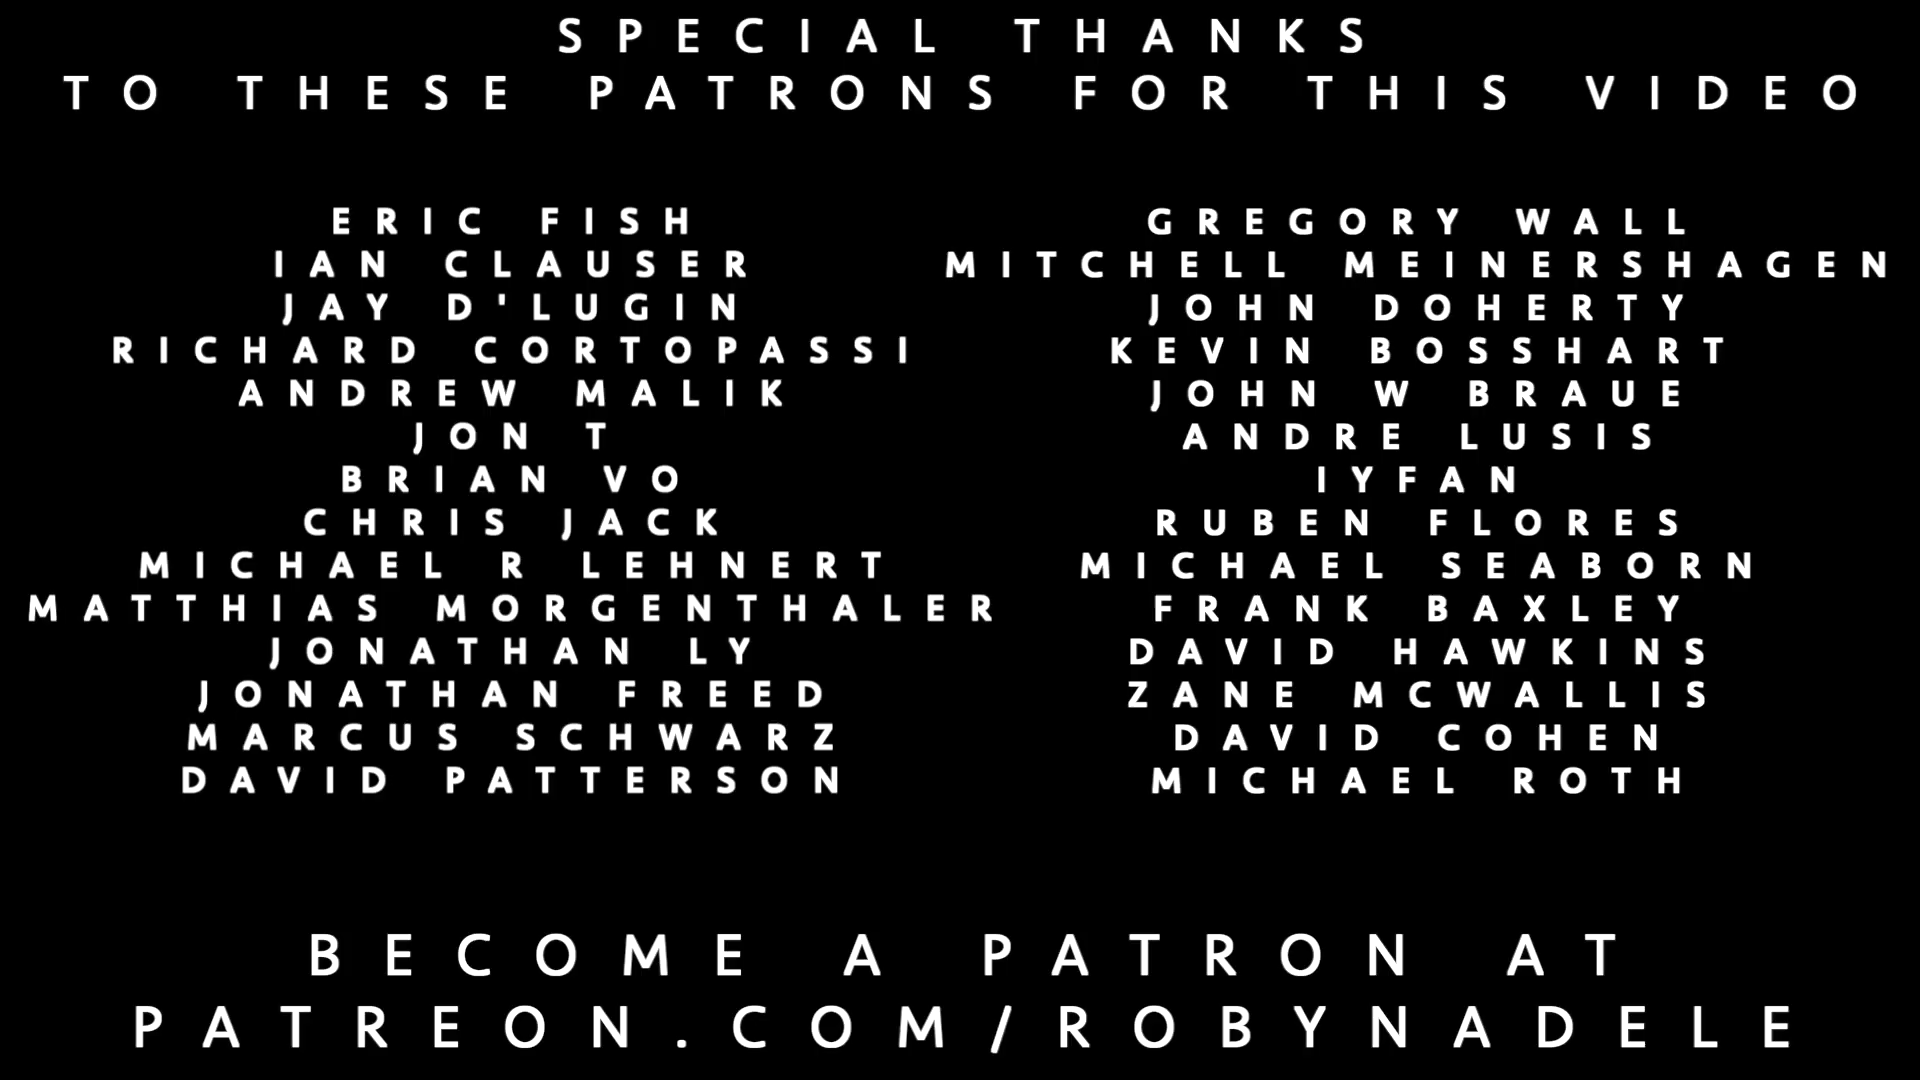 SPECIAL THANKS
TO THESE PATRONS FOR THIS VIDEO
ERIC FISH
IAN CLAUSER
JAY D'LUGIN
RICHARD CORTOPASSI
ANDREW MALIK
JON T
BRIAN VO
CHRIS JACK
MICHAEL R LEHNERT
MATTHIAS MORGENTHALER
JONATHAN LY
JONATHAN FREED
MARCUS SCHWARZ
DAVID PATTERSON
GREGORY WALL
MITCHELL MEINERSHAGEN
JOHN DOHERTY
KEVIN BOSSHART
JOHN W BRAUE
ANDRE LUSIS
IYFAN
RUBEN FLORES
MICHAEL SEABORN
FRANK BAXLEY
DAVID HAWKINS
ZANE MCWALLIS
DAVID COHEN
MICHAEL ROTH
BECOME A PATRON AT
PATREON.COM/ROBYNADELE